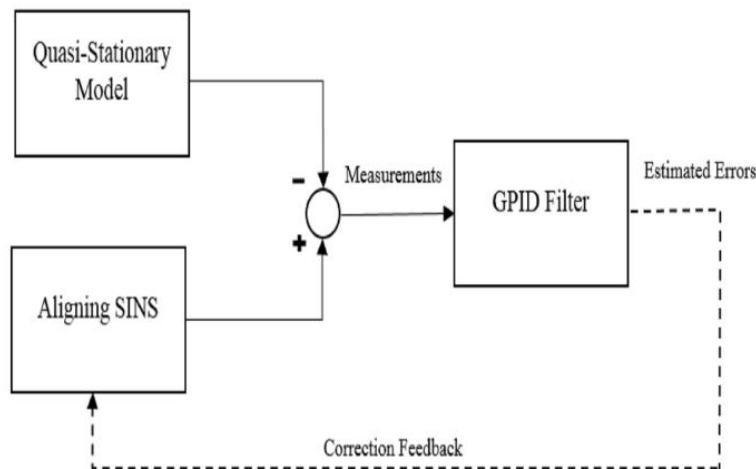 Quasi-Stationary
Model
−
Measurements
Estimated Errors
GPID Filter
+
Aligning SINS
Correction Feedback